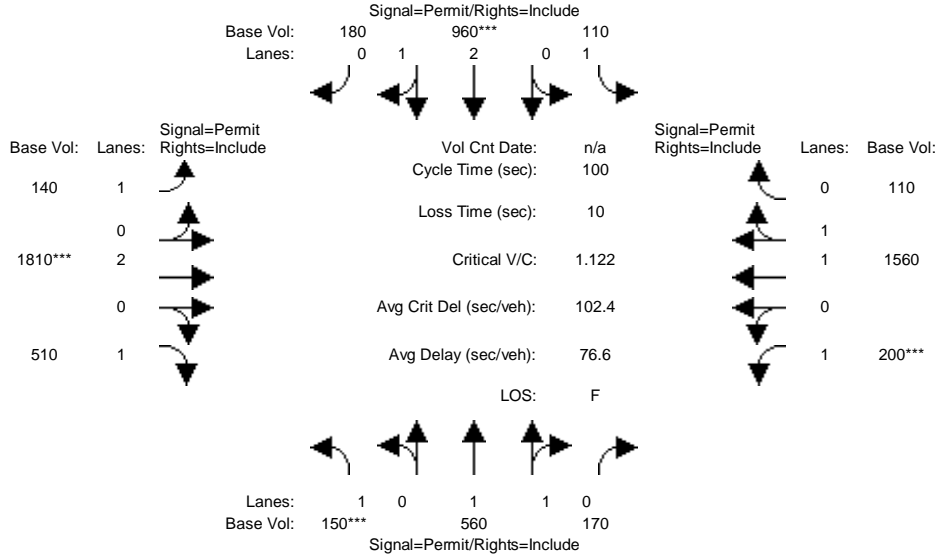 Signal=Permit/Rights=Include
Base Vol: 180 960*** 110
Lanes: 0 1 2 0 1
Signal=Permit
Base Vol: Lanes: Rights=Include
Vol Cnt Date: n/a
Signal=Permit
Rights=Include Lanes: Base Vol:
Cycle Time (sec): 100
140 1
0 110
Loss Time (sec): 10
0
1
1810*** 2
Critical V/C: 1.122
1 1560
0
Avg Crit Del (sec/veh): 102.4
0
510 1
Avg Delay (sec/veh): 76.6
1 200***
LOS: F
Lanes: 1 0 1 1 0
Base Vol: 150*** 560 170
Signal=Permit/Rights=Include